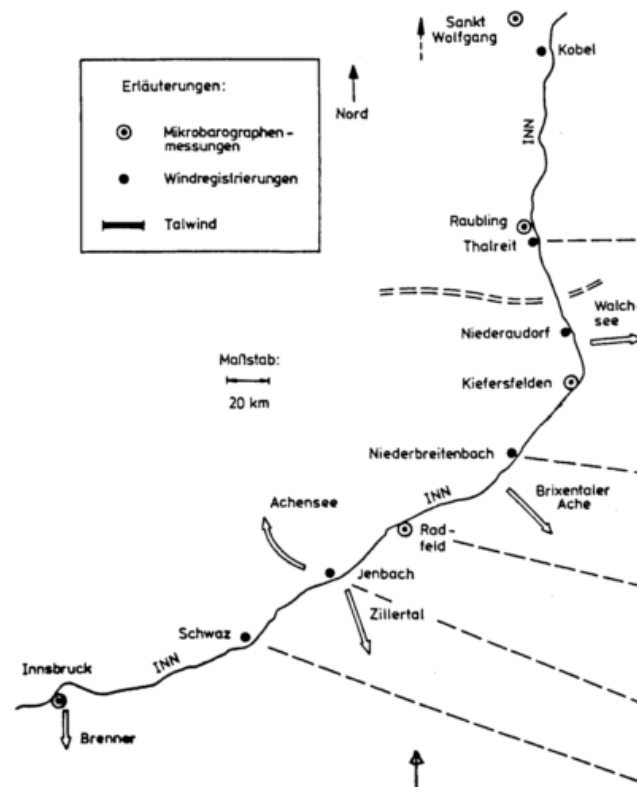 Sankt
Wolfgang
Kobel
Erläuterungen:
Nord
Mikrobarographen-
messungen
INN
Windregistrierungen
Talwind
Raubling
Thalreit
Walch-
see
Niederaudorf
Maßstab:
20 km
Kiefersfelden
Niederbreitenbach
Achensee
INN
Brixentaler
Ache
Rad-
feld
Jenbach
Zillertal
Schwaz
INN
Innsbruck
Brenner